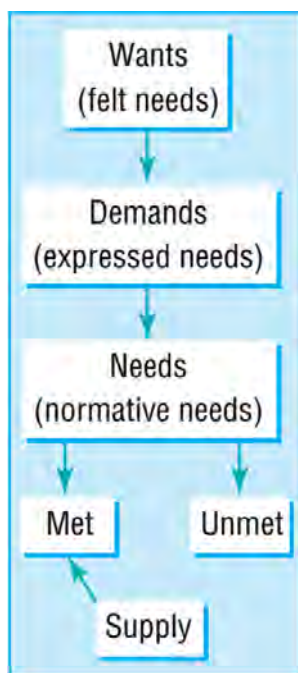 Wants
(felt needs)
Demands
(expressed needs)
Needs
(normative needs)
Met
Unmet
Supply